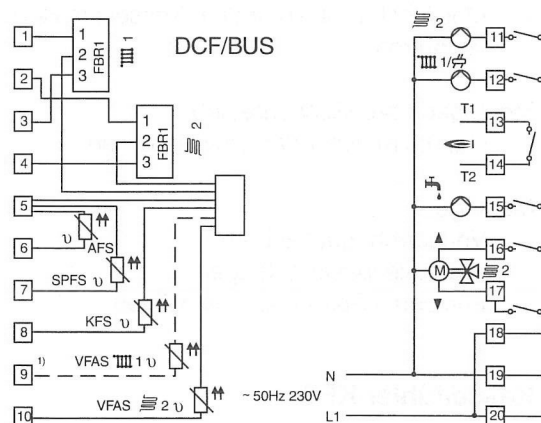 DCF/BUS
1
2
3
4
5
6
7
8
9
10
1
2
3
FBR1
1
1
2
3
FBR1
2
υ
AFS
SPFS υ
KFS υ
1)
VFAS 1 υ
VFAS 2 υ
~ 50Hz 230V
2
11
1/
12
T1
13
14
T2
15
16
M
2
17
18
N
19
L1
20